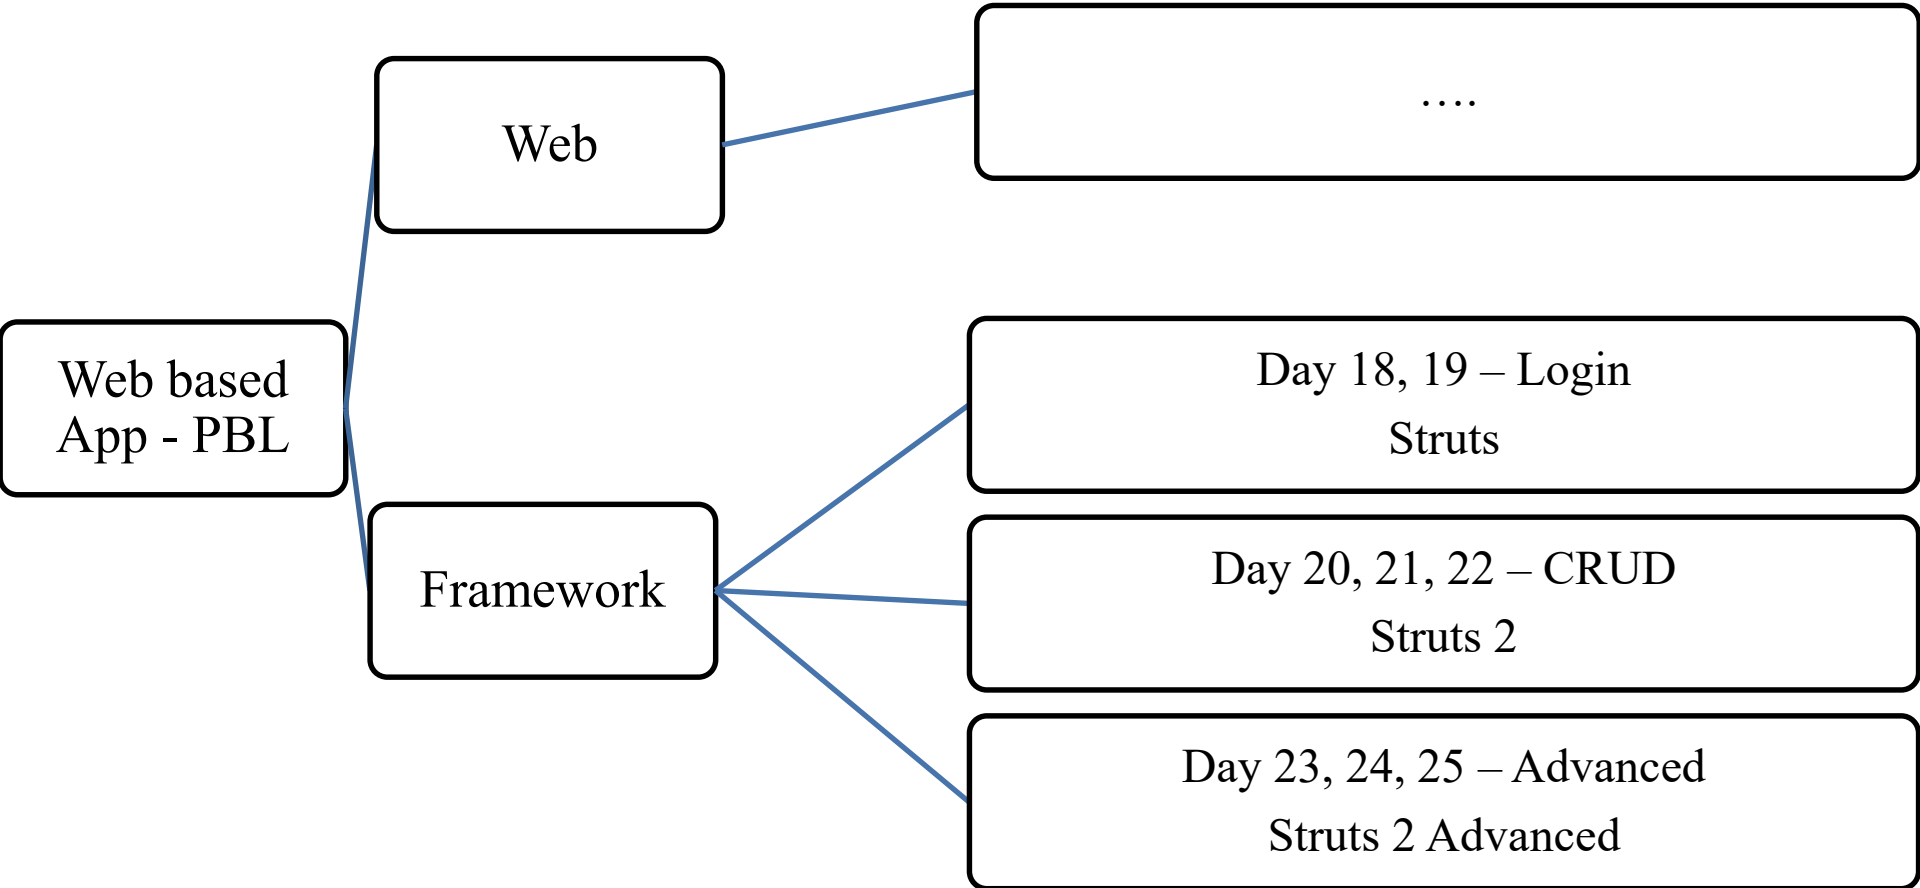 Web
....
Web based
App - PBL
Framework
Day 18, 19 – Login
Struts
Day 20, 21, 22 – CRUD
Struts 2
Day 23, 24, 25 – Advanced
Struts 2 Advanced